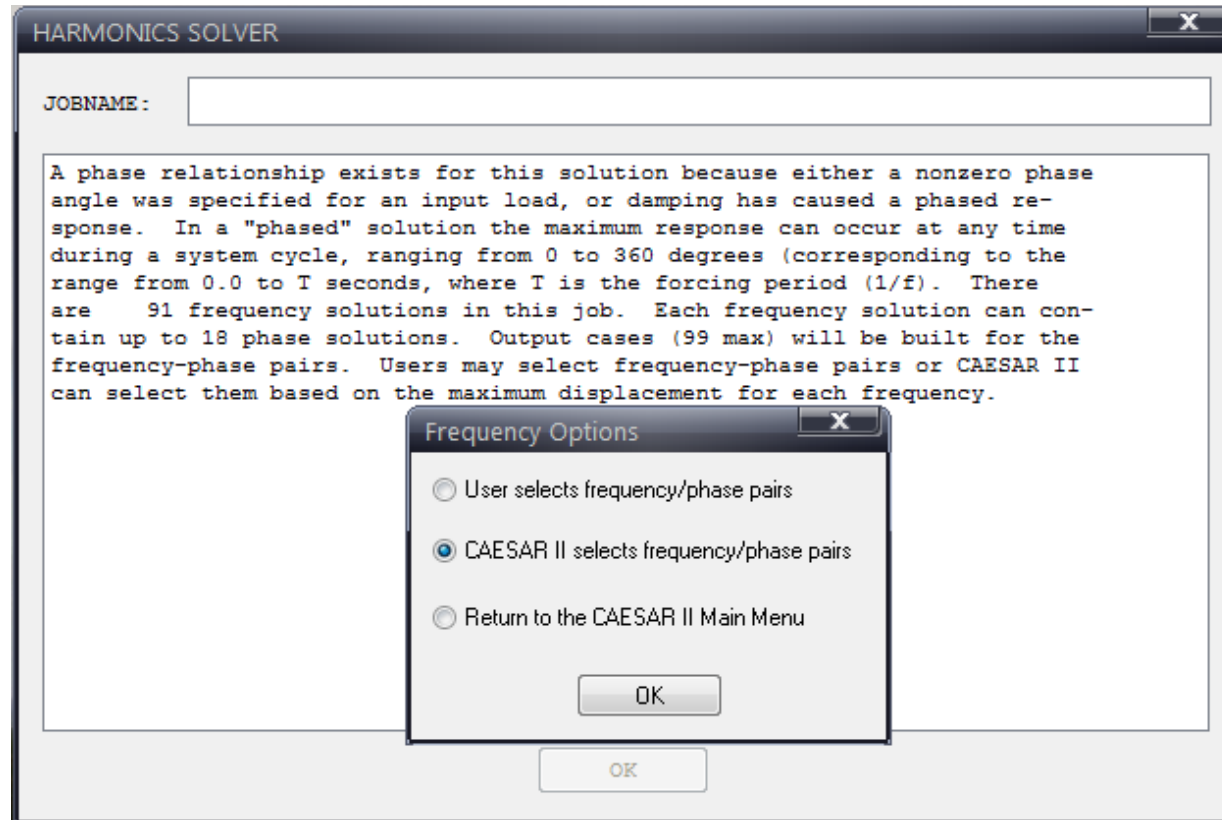 HARMONICS SOLVER
X
JOBNAME:
A phase relationship exists for this solution because either a nonzero phase
angle was specified for an input load, or damping has caused a phased re-
sponse.  In a "phased" solution the maximum response can occur at any time
during a system cycle, ranging from 0 to 360 degrees (corresponding to the
range from 0.0 to T seconds, where T is the forcing period (1/f).  There
are    91 frequency solutions in this job.  Each frequency solution can con-
tain up to 18 phase solutions.  Output cases (99 max) will be built for the
frequency-phase pairs.  Users may select frequency-phase pairs or CAESAR II
can select them based on the maximum displacement for each frequency.
Frequency Options
X
User selects frequency/phase pairs
CAESAR II selects frequency/phase pairs
Return to the CAESAR II Main Menu
OK
OK